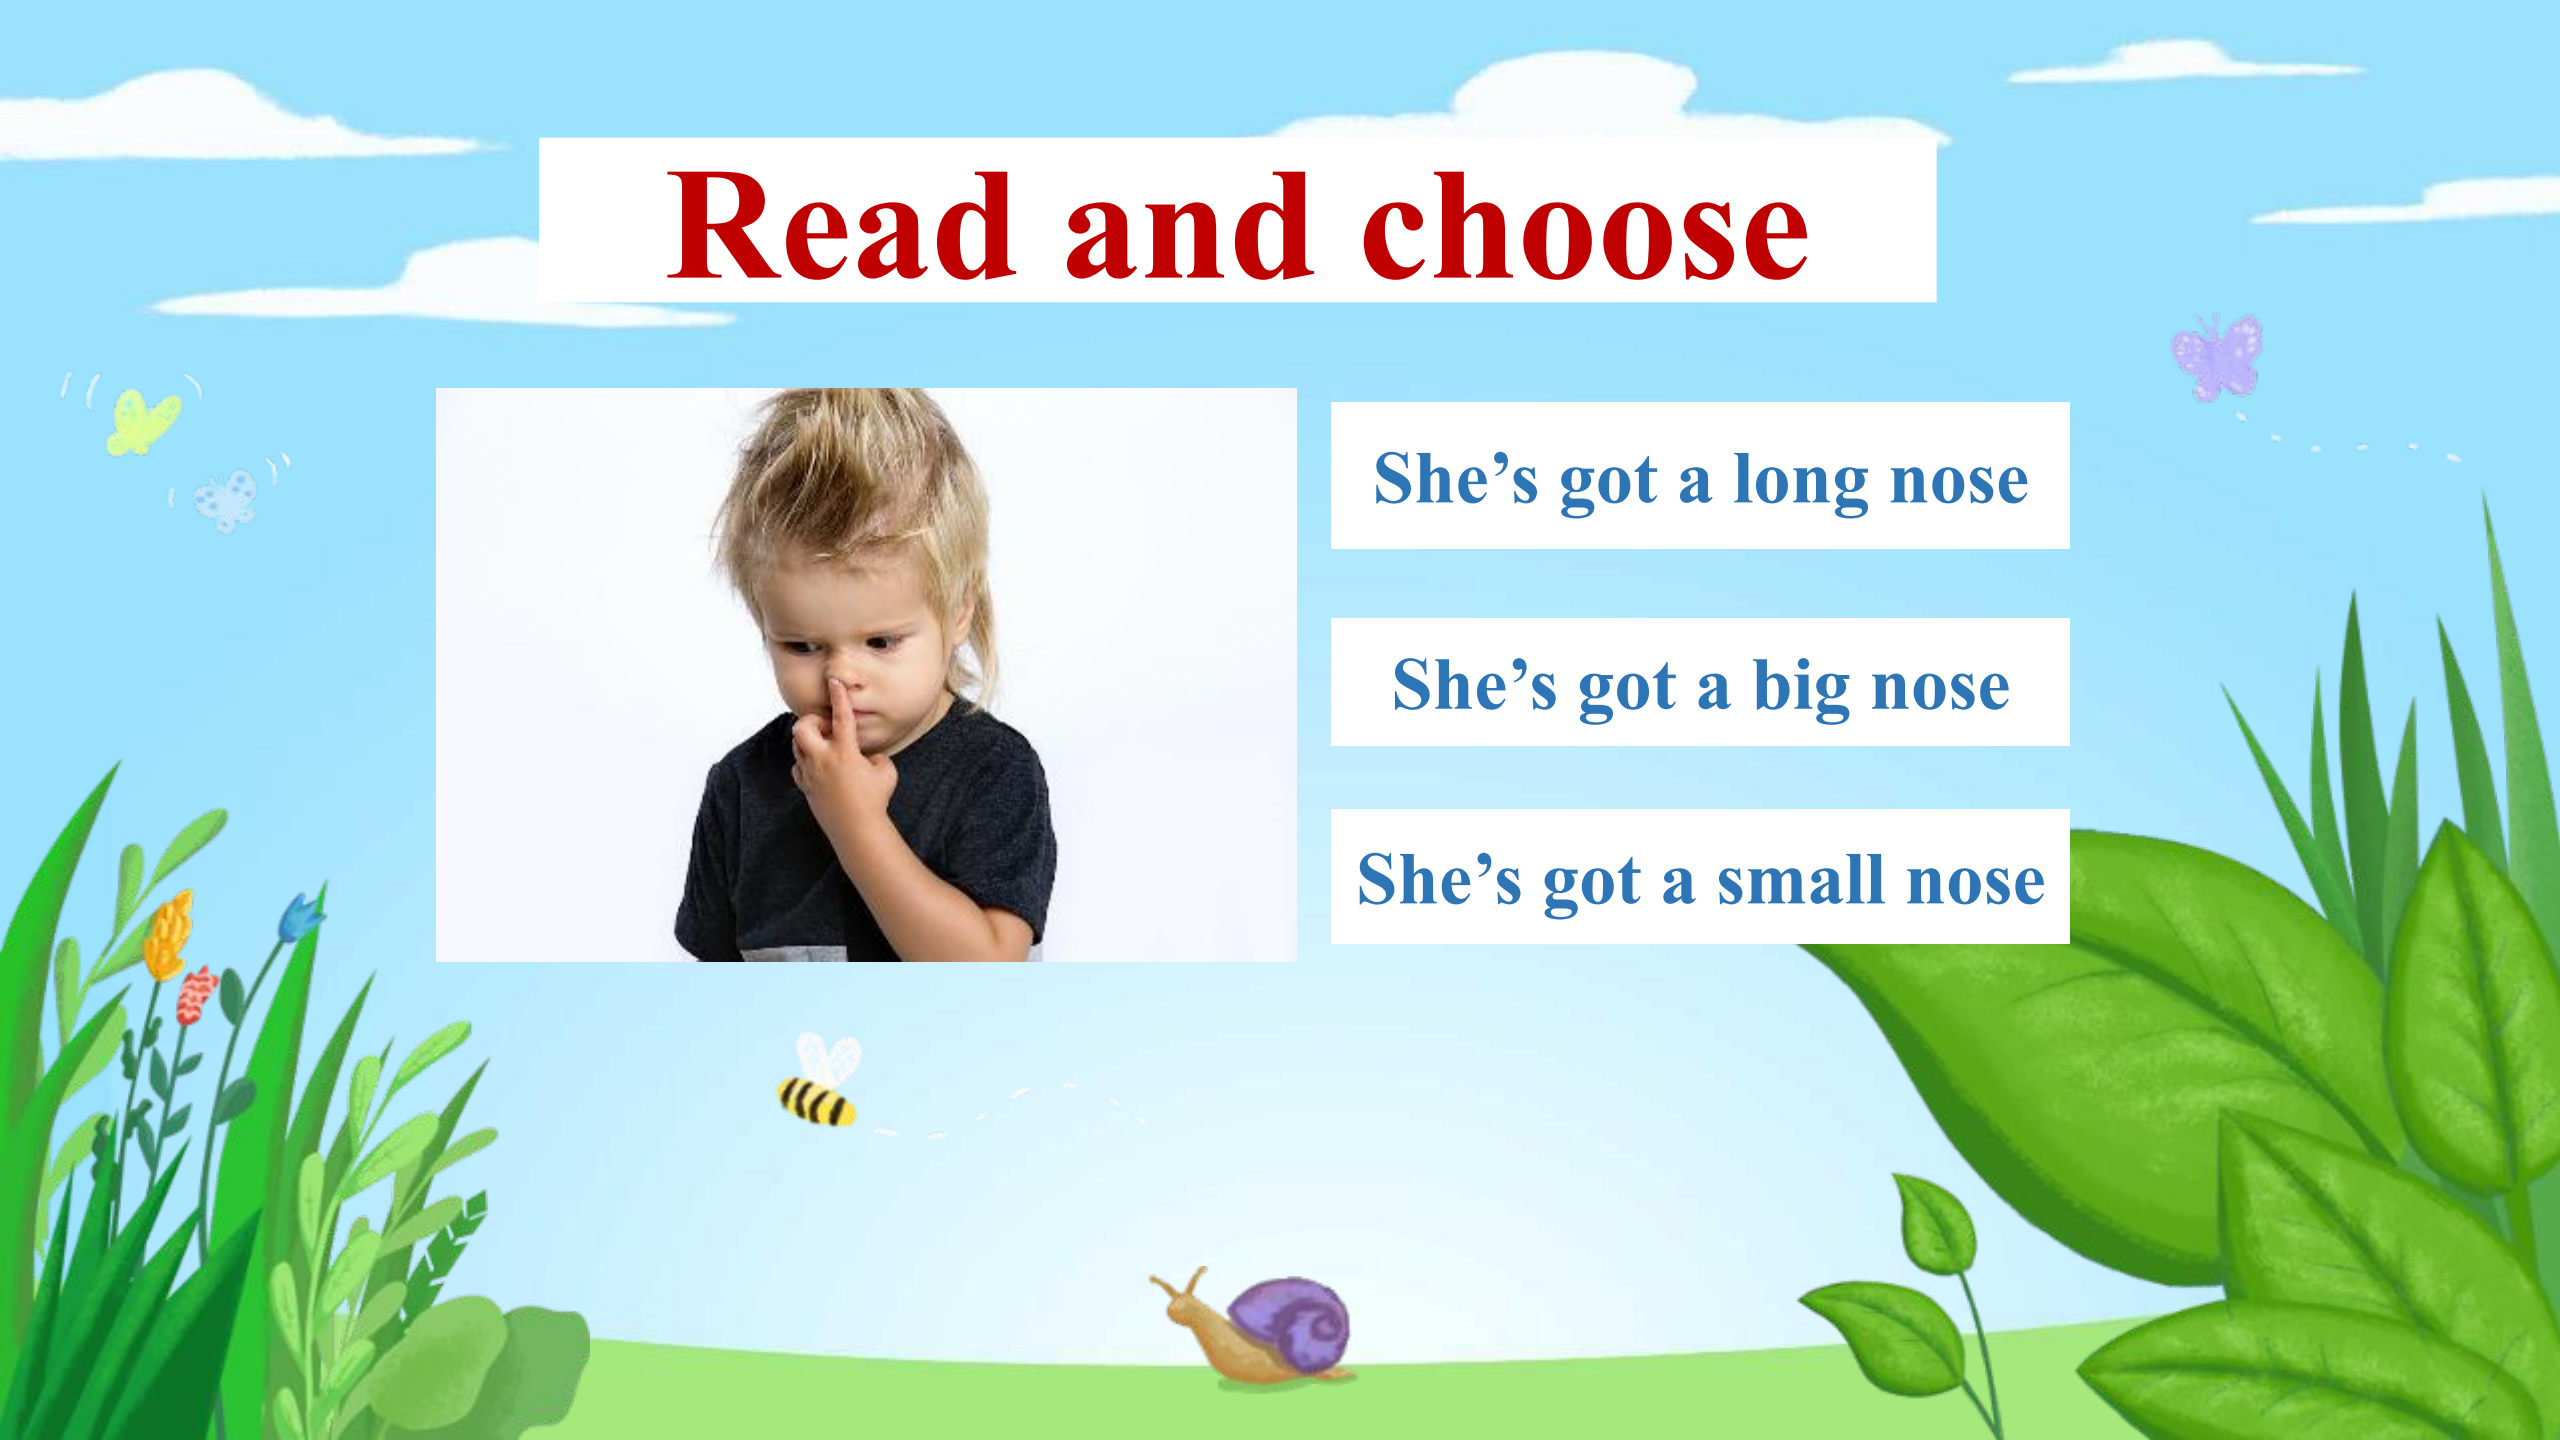 Read and choose
She’s got a long nose
She’s got a big nose
She’s got a small nose